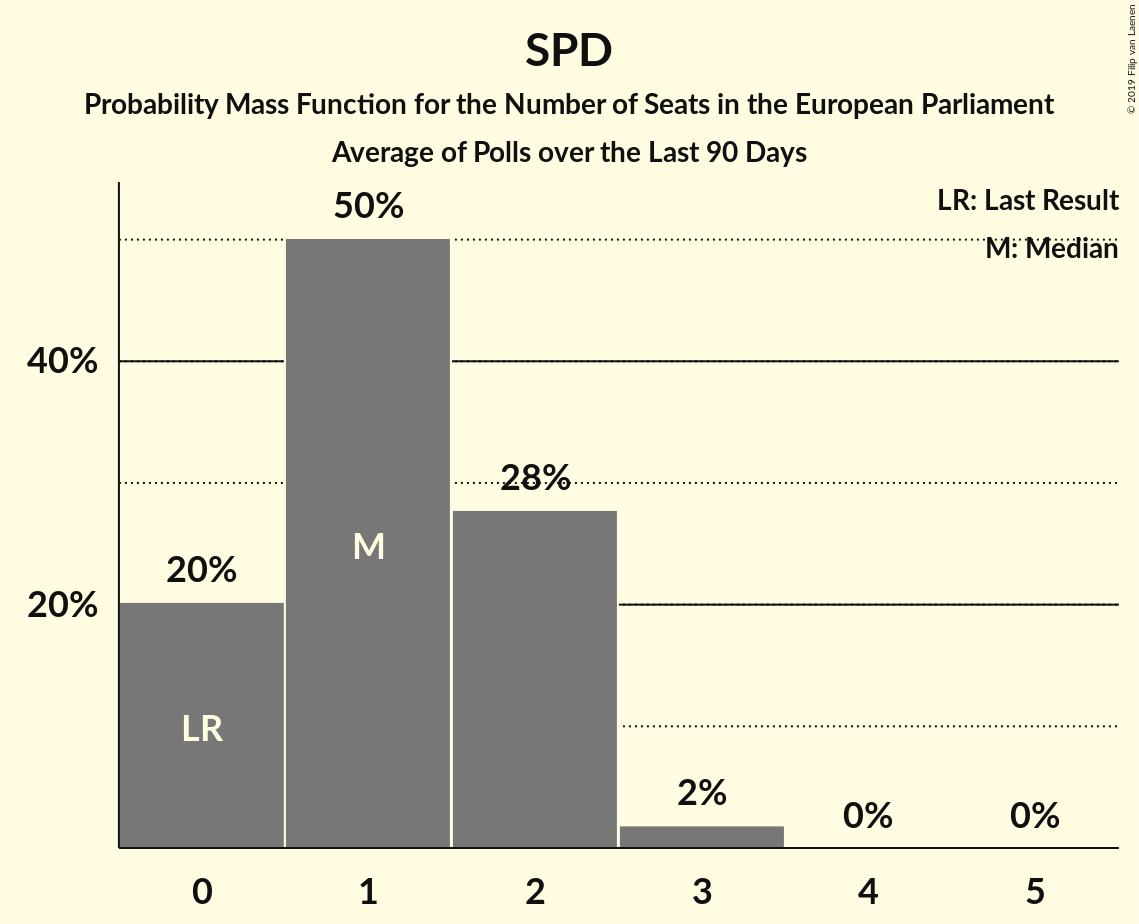 SPD
Probability Mass Function for the Number of Seats in the European Parliament
Average of Polls over the Last 90 Days
© 2019 Filip van Laenen
LR: Last Result
M: Median
50%
40%
28%
M
20%
20%
LR
2%
0%
0%
0
1
2
3
4
5